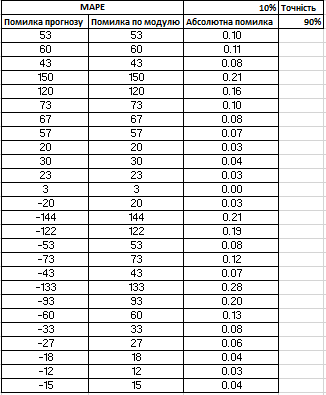 МАРЕ 10% Точність
Помилка прогнозу Помилка по модулю Абсолютна помилка 90%
53 53 0.10
60 60 0.11
43 43 0.08
150 150 0.21
120 120 0.16
73 73 0.10
67 67 0.08
57 57 0.07
20 20 0.03
30 30 0.04
23 23 0.03
3 3 0.00
-20 20 0.03
-144 144 0.21
-122 122 0.19
-53 53 0.08
-73 73 0.12
-43 43 0.07
-133 133 0.28
-93 93 0.20
-60 60 0.13
-33 33 0.08
-27 27 0.06
-18 18 0.04
-12 12 0.03
-15 15 0.04